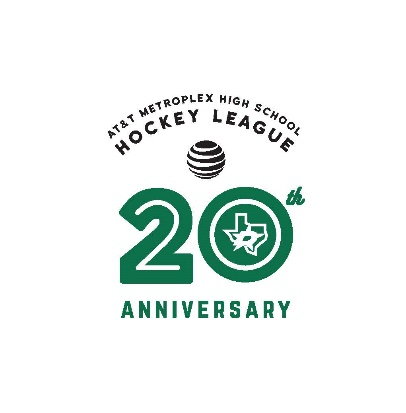 AT&T METROPLEX HIGH SCHOOL
HOCKEY LEAGUE
20th
ANNIVERSARY